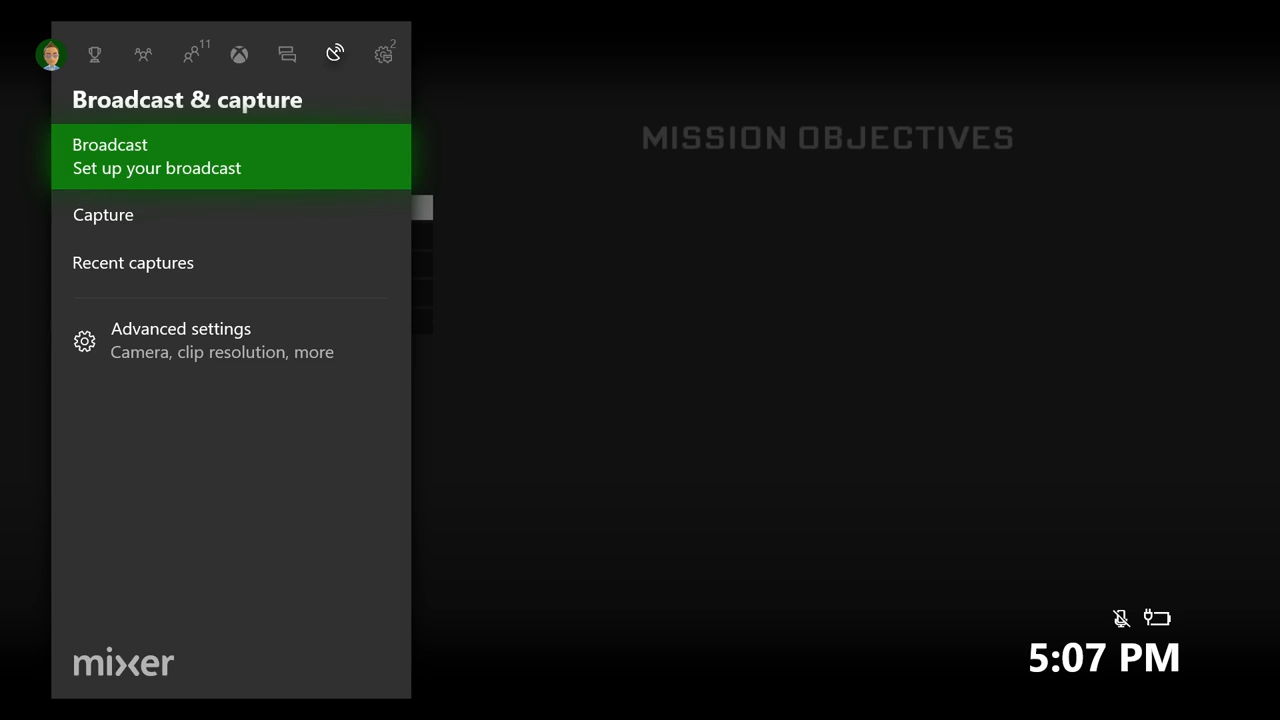 11
2
Broadcast & capture
Broadcast
Set up your broadcast
Capture
Recent captures
Advanced settings
Camera, clip resolution, more
mixer
MISSION OBJECTIVES
5:07 PM